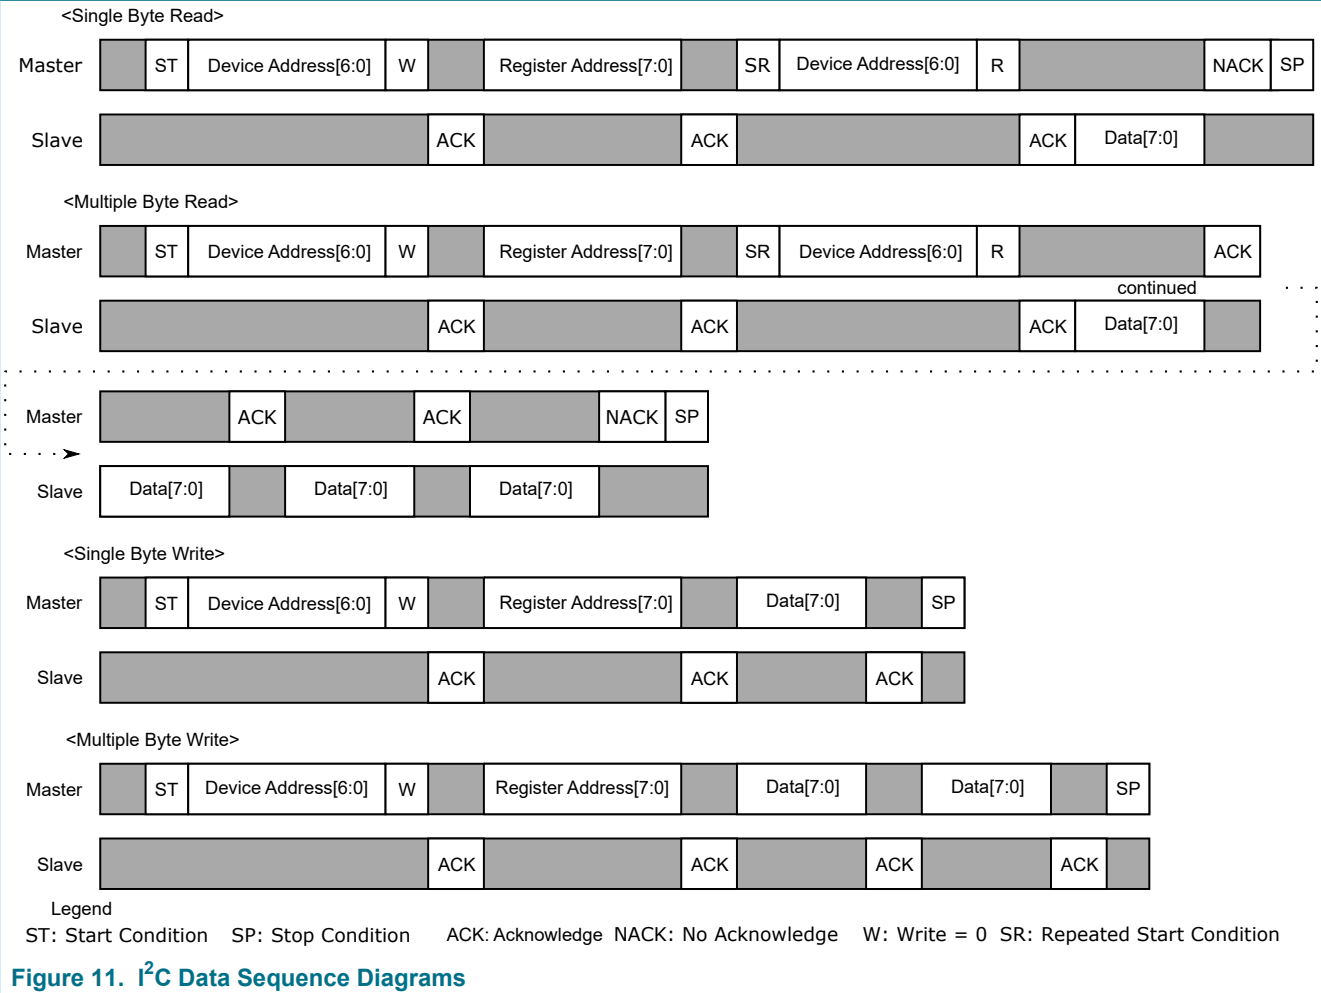 <Single Byte Read>
Master ST Device Address[6:0] W Register Address[7:0] SR Device Address[6:0] R NACK SP
Slave ACK ACK ACK Data[7:0]
<Multiple Byte Read>
Master ST Device Address[6:0] W Register Address[7:0] SR Device Address[6:0] R ACK
continued
Slave ACK ACK ACK Data[7:0]
Master ACK ACK NACK SP
Slave Data[7:0] Data[7:0] Data[7:0]
<Single Byte Write>
Master ST Device Address[6:0] W Register Address[7:0] Data[7:0] SP
Slave ACK ACK ACK
<Multiple Byte Write>
Master ST Device Address[6:0] W Register Address[7:0] Data[7:0] Data[7:0] SP
Slave ACK ACK ACK ACK
Legend
ST: Start Condition SP: Stop Condition ACK: Acknowledge NACK: No Acknowledge W: Write = 0 SR: Repeated Start Condition
Figure 11. I²C Data Sequence Diagrams